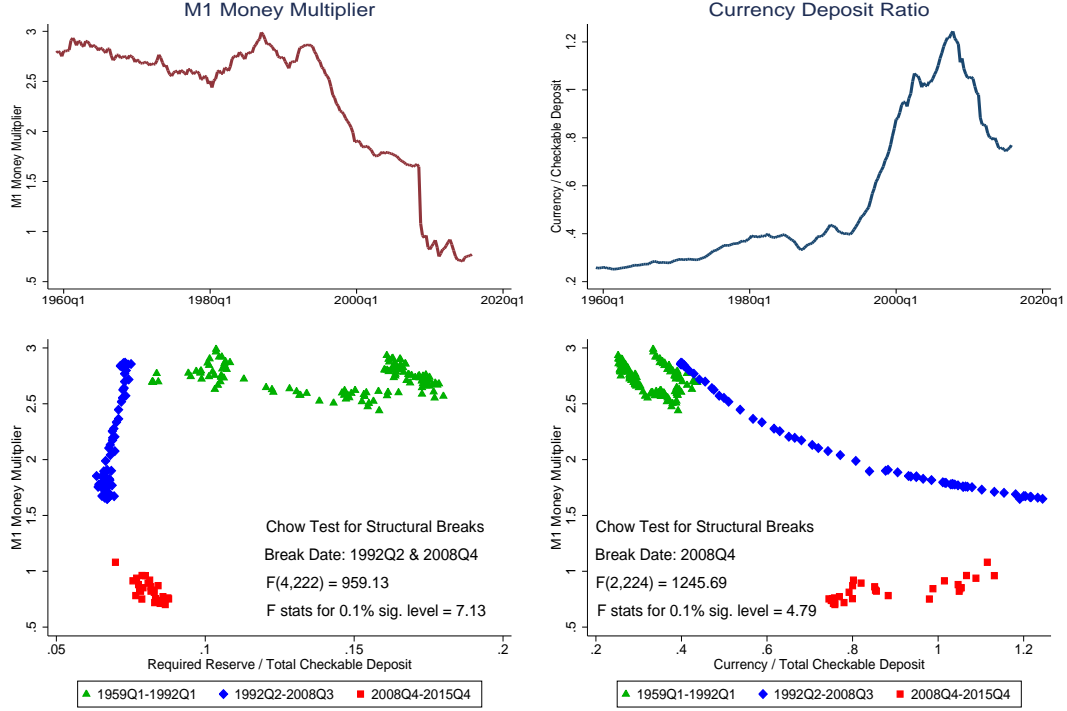 M1 Money Multiplier
M1 Money Mulitplier
3
2.5
2
1.5
1
.5
1960q1
1980q1
2000q1
2020q1
Currency Deposit Ratio
Currency / Checkable Deposit
1.2
1
.8
.6
.4
.2
1960q1
1980q1
2000q1
2020q1
M1 Money Mulitplier
3
2.5
2
1.5
1
.5
Chow Test for Structural Breaks
Break Date: 1992Q2 & 2008Q4
F(4,222) = 959.13
F stats for 0.1% sig. level = 7.13
.05
.1
.15
.2
Required Reserve / Total Checkable Deposit
1959Q1-1992Q1
1992Q2-2008Q3
2008Q4-2015Q4
M1 Money Mulitplier
3
2.5
2
1.5
1
.5
Chow Test for Structural Breaks
Break Date: 2008Q4
F(2,224) = 1245.69
F stats for 0.1% sig. level = 4.79
.2
.4
.6
.8
1
1.2
Currency / Total Checkable Deposit
1959Q1-1992Q1
1992Q2-2008Q3
2008Q4-2015Q4